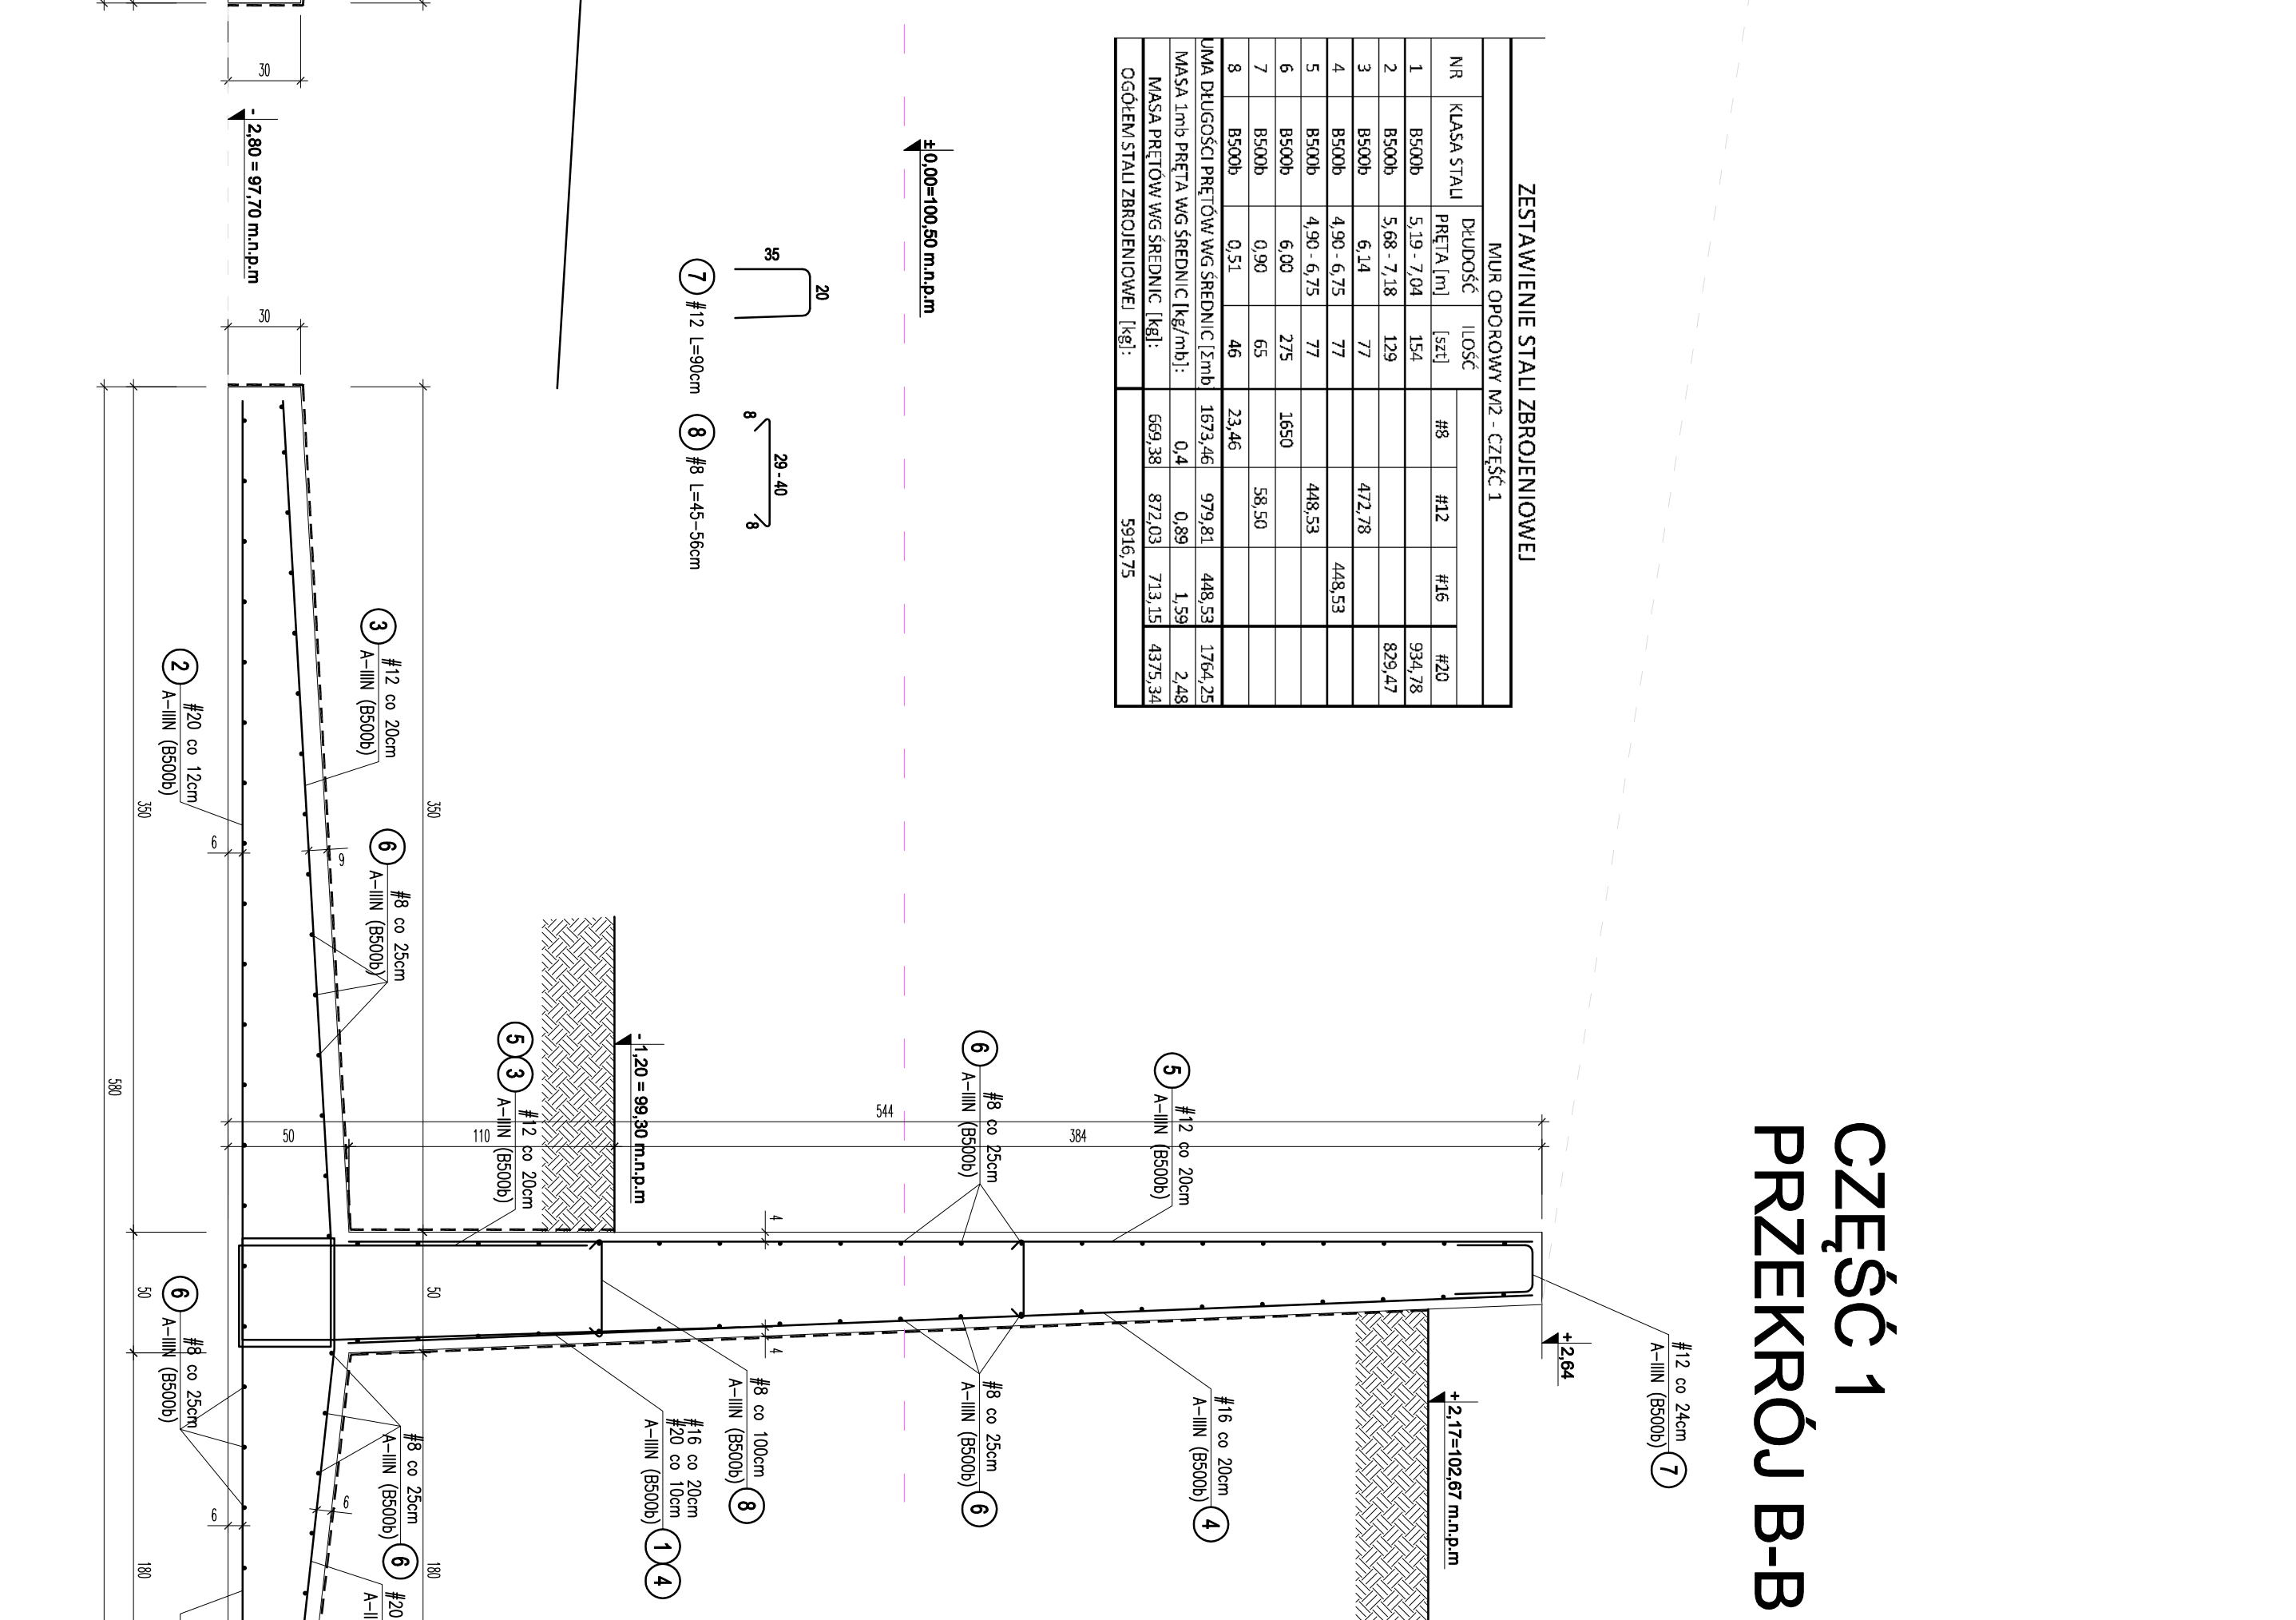 CZĘŚĆ 1
PRZEKRÓJ B-B
ZESTAWIENIE STALI ZBROJENIOWEJ
MUR OPOROWY M2 - CZĘŚĆ 1
NR KLASA STALI DŁUDOŚĆ PRĘTA [m] ILOŚĆ [szt] #8 #12 #16 #20
1 B500b 5,19 - 7,04 154 934,78
2 B500b 5,68 - 7,18 129 829,47
3 B500b 6,14 77 472,78
4 B500b 4,90 - 6,75 77 448,53
5 B500b 4,90 - 6,75 77 448,53
6 B500b 6,00 275 1650
7 B500b 0,90 65 58,50
8 B500b 0,51 46 23,46
UMA DŁUGOŚCI PRĘTÓW WG ŚREDNIC [Σmb 1673,46 979,81 448,53 1764,25
MASA 1mb PRĘTA WG ŚREDNIC [kg/mb]: 0,4 0,89 1,59 2,48
MASA PRĘTÓW WG ŚREDNIC [kg]: 669,38 872,03 713,15 4375,34
OGÓŁEM STALI ZBROJENIOWEJ [kg]: 5916,75
#12 co 24cm
A-IIIN (B500b) 7
+2,64
+2,17=102,67 m.n.p.m
#16 co 20cm
A-IIIN (B500b) 4
5 #12 co 20cm
A-IIIN (B500b)
384
6 #8 co 25cm
A-IIIN (B500b)
#8 co 25cm
A-IIIN (B500b) 6
±0,00=100,50 m.n.p.m
544
20
35
7 #12 L=90cm
29-40
8
8
8 #8 L=45-56cm
4
4
#8 co 100cm
A-IIIN (B500b) 8
#16 co 20cm
#20 co 10cm
A-IIIN (B500b) 1 4
-1,20 = 99,30 m.n.p.m
5 3 #12 co 20cm
A-IIIN (B500b)
110
50
350
50
180
3 #12 co 20cm
A-IIIN (B500b)
6 #8 co 25cm
A-IIIN (B500b)
#8 co 25cm
A-IIIN (B500b) 6
#20
A-II
9
6
30
30
-2,80 = 97,70 m.n.p.m
6
6
2 #20 co 12cm
A-IIIN (B500b)
6 #8 co 25cm
A-IIIN (B500b)
350
50
180
580